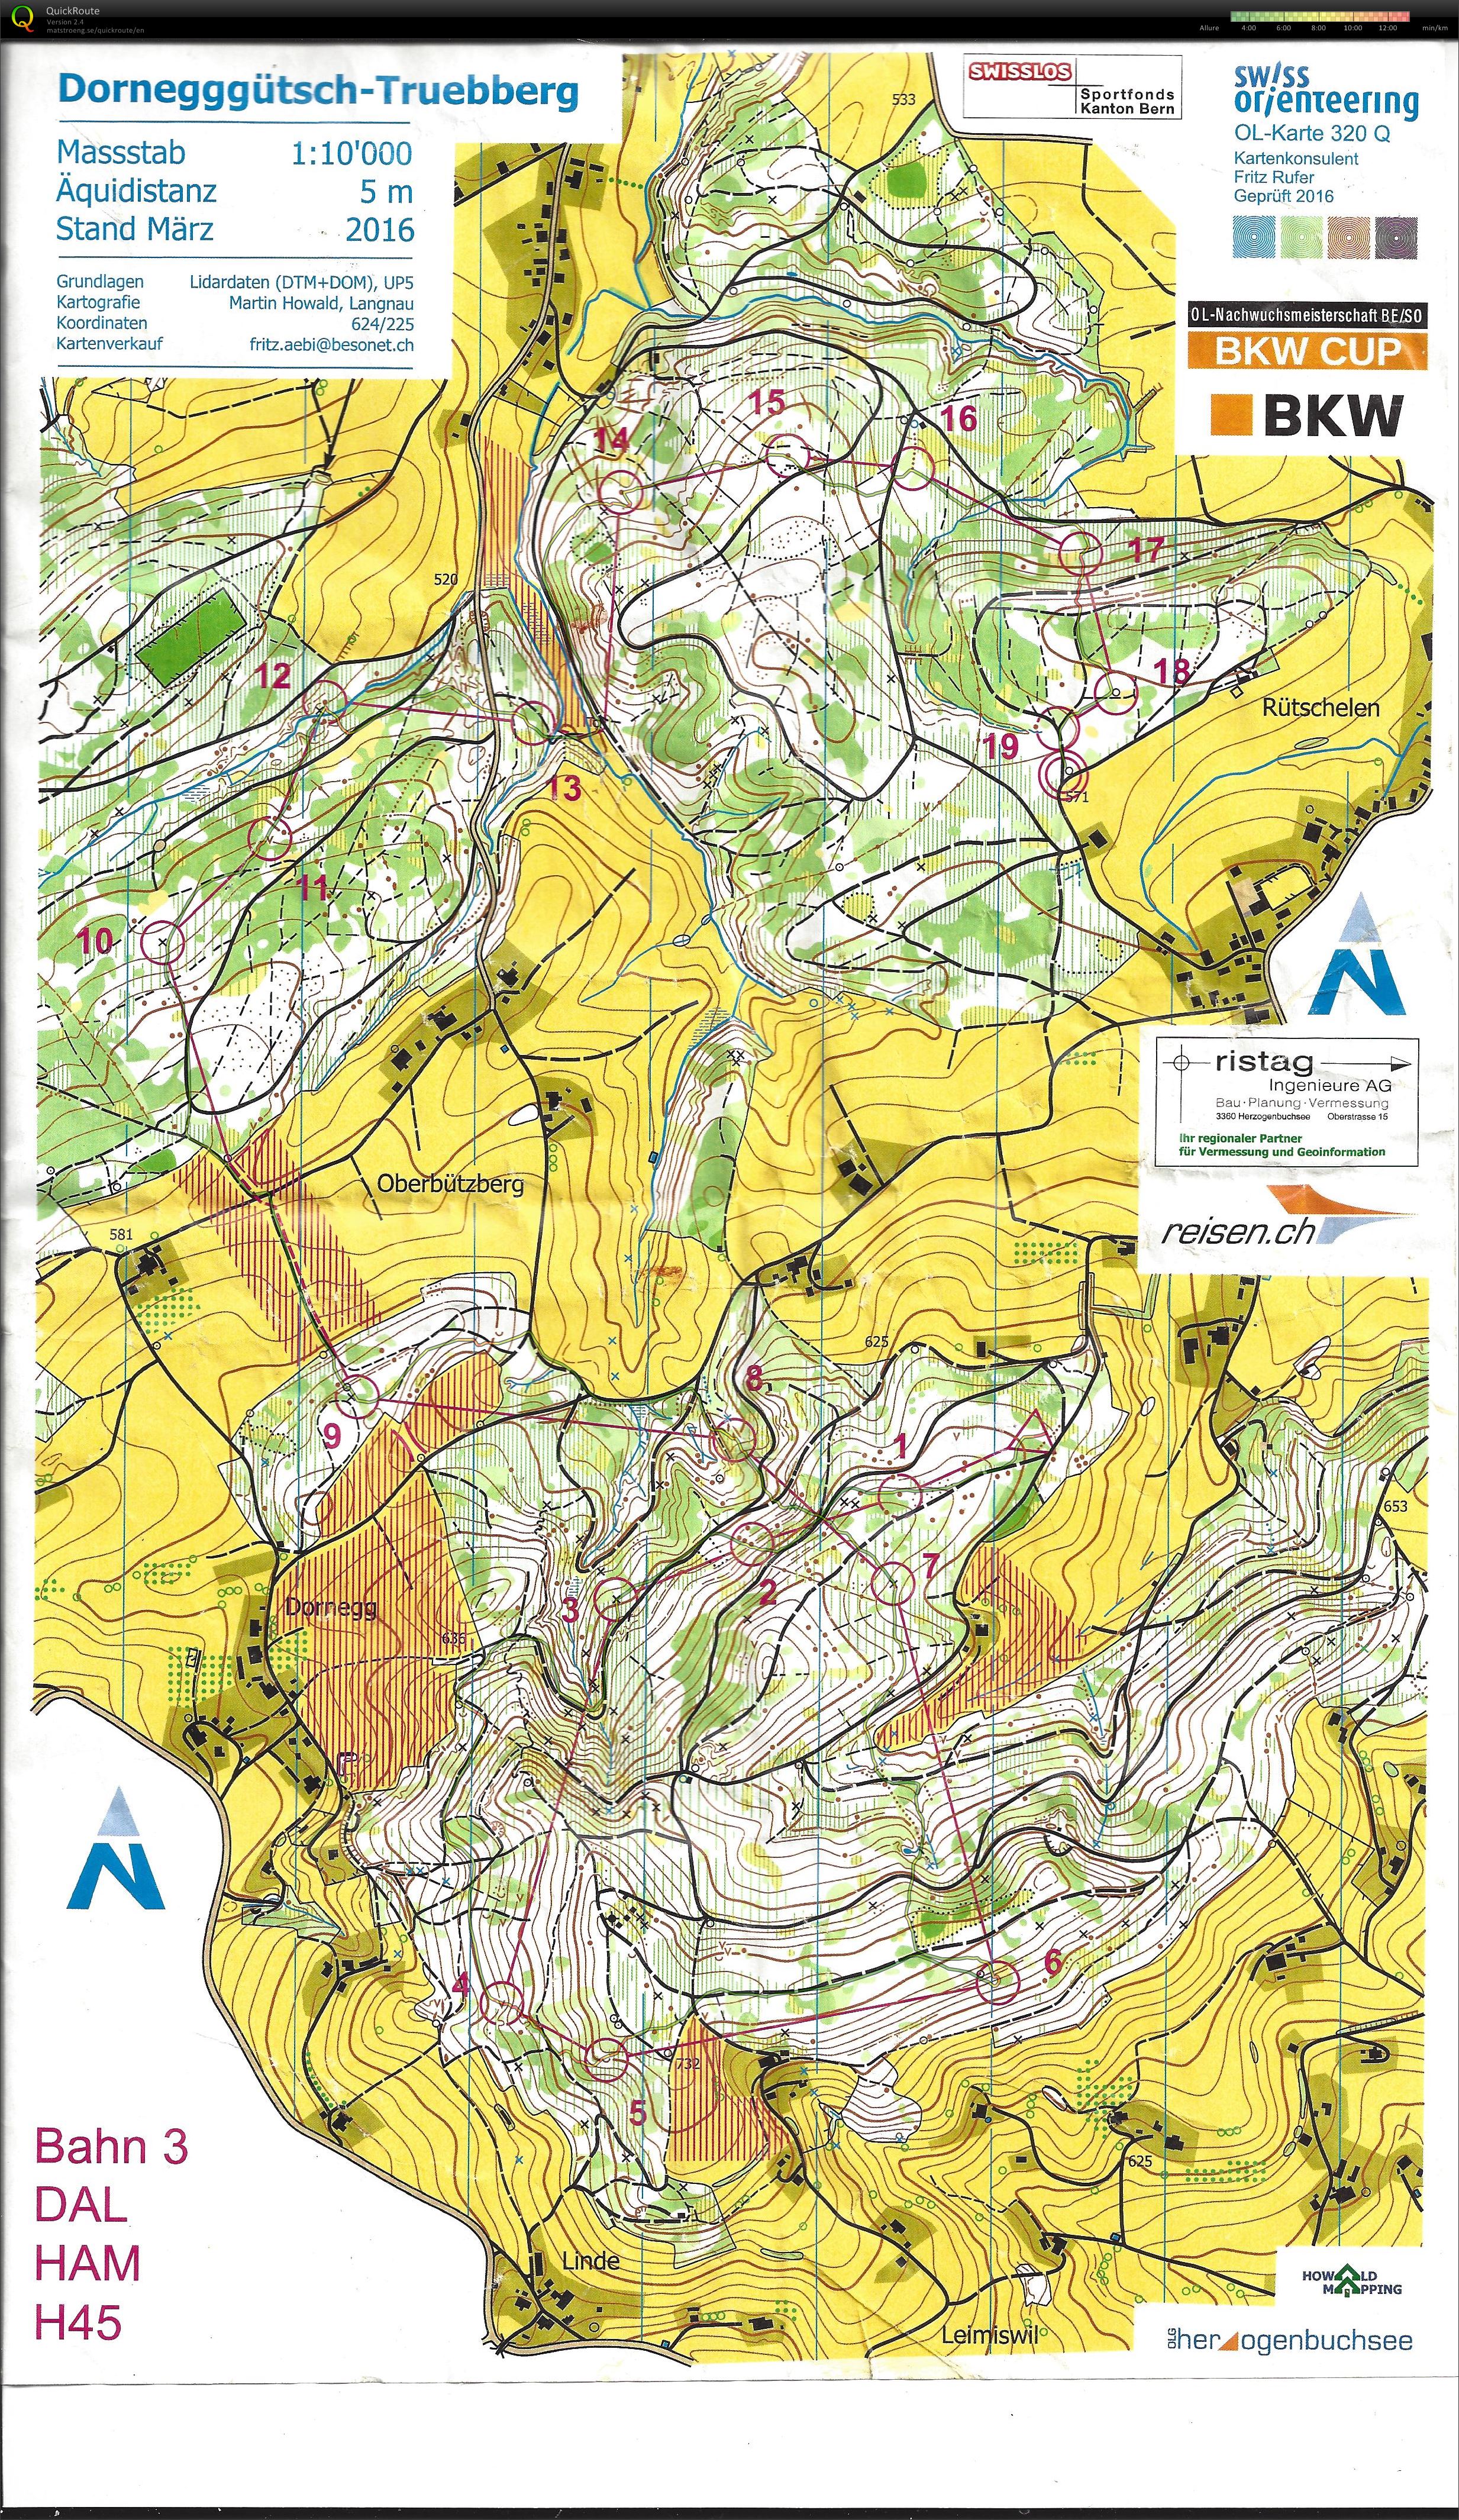 QuickRoute
Version 2.4
matstroeng.se/quickroute/en
Allure 4:00 6:00 8:00 10:00 12:00 min/km
Dornegggütsch-Truebberg
Massstab 1:10'000
Äquidistanz 5 m
Stand März 2016
Grundlagen Lidardaten (DTM+DOM), UP5
Kartografie Martin Howald, Langnau
Koordinaten 624/225
Kartenverkauf fritz.aebi@besonet.ch
SWISSLOS
Sportfonds
Kanton Bern
swiss
orienteering
OL-Karte 320 Q
Kartenkonsulent
Fritz Rufer
Geprüft 2016
OL-Nachwuchsmeisterschaft BE/SO
BKW CUP
BKW
533
15
16
14
520
17
12
18
Rütschelen
19
13
571
11
10
N
ristag
Ingenieure AG
Bau · Planung · Vermessung
3360 Herzogenbuchsee Oberstrasse 15
Ihr regionaler Partner
für Vermessung und Geoinformation
Oberbützberg
reisen.ch
581
625
8
9
1
653
7
2
3
Dornegg
636
N
6
4
732
5
625
Bahn 3
DAL
HAM
H45
Linde
Leimiswil
HOWALD
MAPPING
OLG herzogenbuchsee